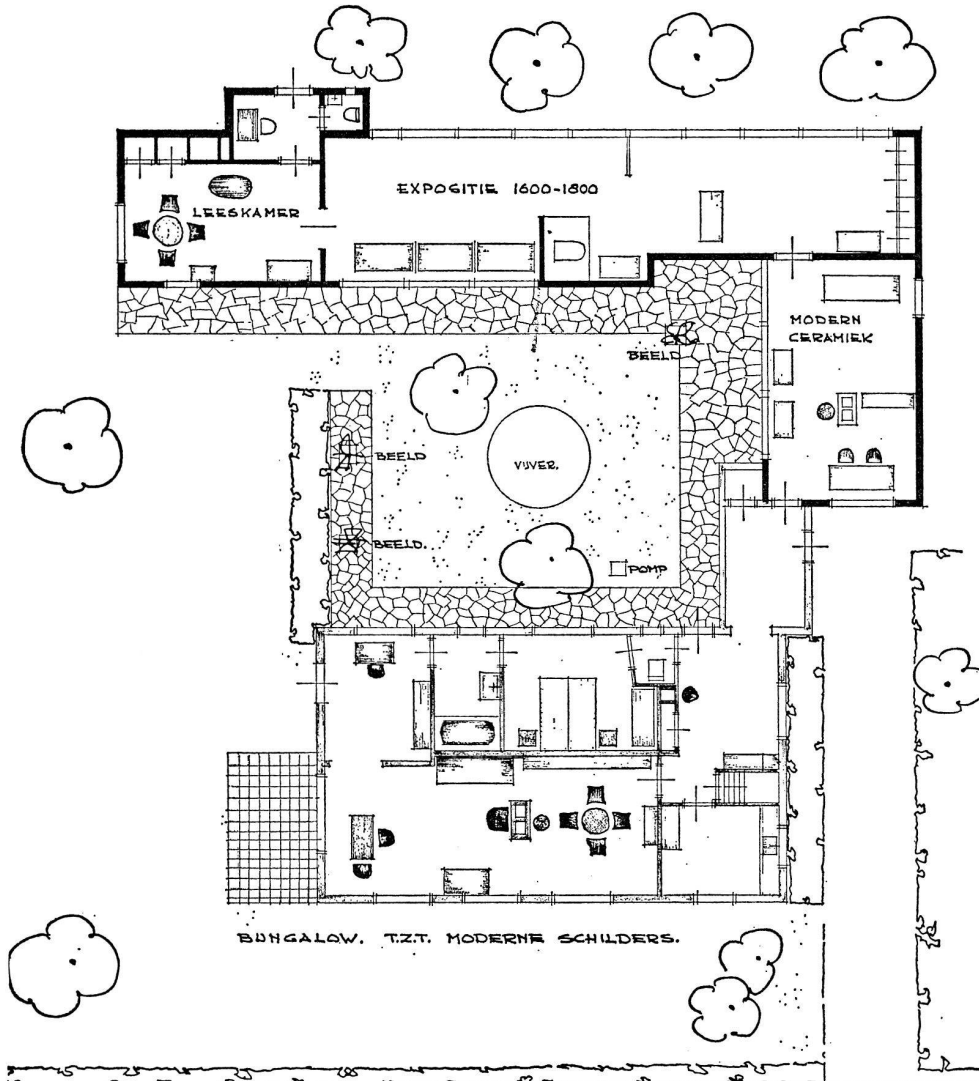 EXPOSITIE 1600-1800
LEESKAMER
MODERN
CERAMIEK
BEELD
BEELD
VIJVER.
BEELD.
POMP
BUNGALOW. T.Z.T. MODERNE SCHILDERS.